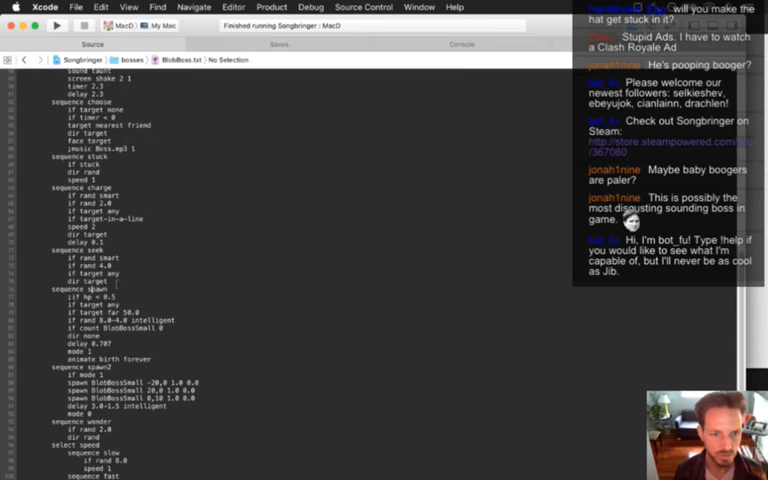 Xcode File Edit View Find Navigate Editor Product Debug Source Control Window Help
MacD My Mac
Finished running Songbringer : MacD
Source
Saves
Console
Songbringer bosses BlobBoss.txt No Selection
sound taunt
screen shake 2 1
timer 2.3
delay 2.3
sequence choose
if target none
if timer < 0
target nearest friend
dir target
face target
;music Boss.mp3 1
sequence stuck
if stuck
dir rand
speed 1
sequence charge
if rand smart
if rand 2.0
if target any
if target-in-a-line
speed 2
dir target
delay 0.1
sequence seek
if rand smart
if rand 4.0
if target any
dir target
sequence spawn
;if hp < 0.5
if target any
if target far 50.0
if rand 8.0-4.0 intelligent
if count BlobBossSmall 0
dir none
delay 0.707
mode 1
animate birth forever
sequence spawn2
if mode 1
spawn BlobBossSmall -20,0 1.0 0.0
spawn BlobBossSmall 20,0 1.0 0.0
spawn BlobBossSmall 0,10 1.0 0.0
delay 3.0-1.5 intelligent
mode 0
sequence wander
if rand 2.0
dir rand
select speed
sequence slow
if rand 8.0
speed 1
sequence fast
will you make the
hat get stuck in it?
Stupid Ads. I have to watch
a Clash Royale Ad
jonah1nine He's pooping booger?
bot_fu Please welcome our
newest followers: selkieshev,
ebeyujok, cianlainn, drachlen!
bot_fu Check out Songbringer on
Steam:
http://store.steampowered.com/app
/367080
jonah1nine Maybe baby boogers
are paler?
jonah1nine This is possibly the
most disgusting sounding boss in
game.
bot_fu Hi, I'm bot_fu! Type !help if
you would like to see what I'm
capable of, but I'll never be as cool
as Jib.